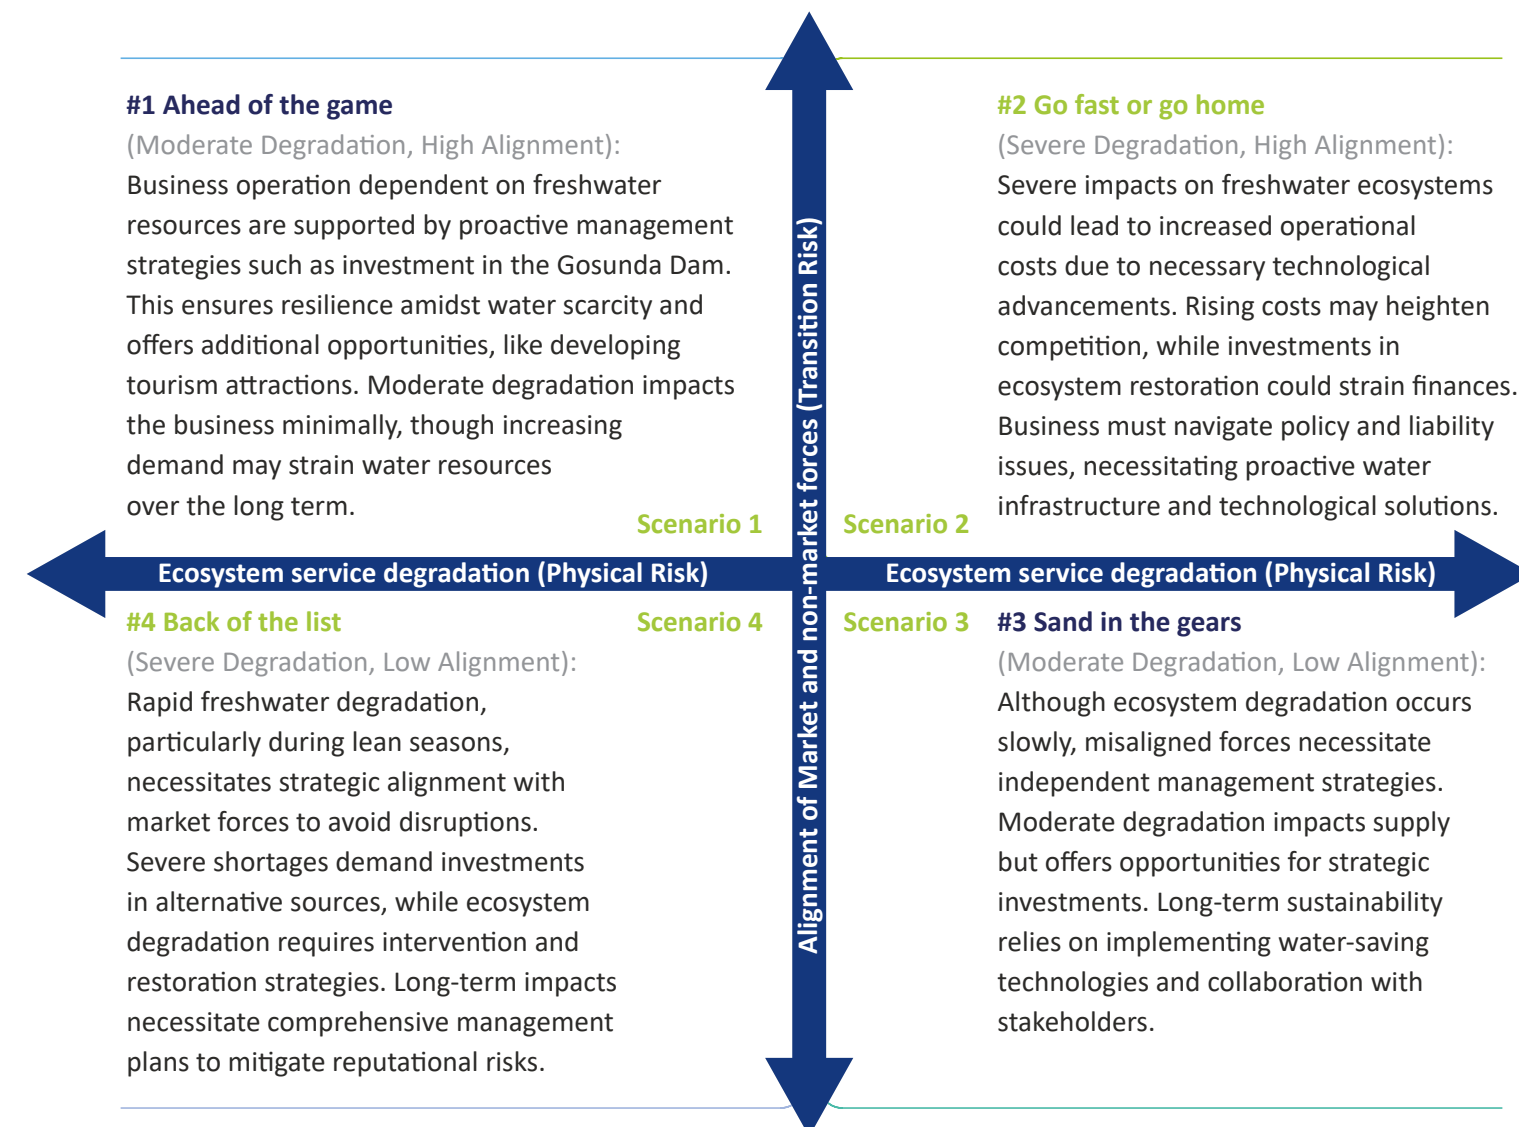 #1 Ahead of the game
(Moderate Degradation, High Alignment):
Business operation dependent on freshwater
resources are supported by proactive management
strategies such as investment in the Gosunda Dam.
This ensures resilience amidst water scarcity and
offers additional opportunities, like developing
tourism attractions. Moderate degradation impacts
the business minimally, though increasing
demand may strain water resources
over the long term.
Scenario 1
#2 Go fast or go home
(Severe Degradation, High Alignment):
Severe impacts on freshwater ecosystems
could lead to increased operational
costs due to necessary technological
advancements. Rising costs may heighten
competition, while investments in
ecosystem restoration could strain finances.
Business must navigate policy and liability
issues, necessitating proactive water
infrastructure and technological solutions.
Scenario 2
Alignment of Market and non-market forces (Transition Risk)
Ecosystem service degradation (Physical Risk)
Ecosystem service degradation (Physical Risk)
#4 Back of the list
Scenario 4
(Severe Degradation, Low Alignment):
Rapid freshwater degradation,
particularly during lean seasons,
necessitates strategic alignment with
market forces to avoid disruptions.
Severe shortages demand investments
in alternative sources, while ecosystem
degradation requires intervention and
restoration strategies. Long-term impacts
necessitate comprehensive management
plans to mitigate reputational risks.
Scenario 3
#3 Sand in the gears
(Moderate Degradation, Low Alignment):
Although ecosystem degradation occurs
slowly, misaligned forces necessitate
independent management strategies.
Moderate degradation impacts supply
but offers opportunities for strategic
investments. Long-term sustainability
relies on implementing water-saving
technologies and collaboration with
stakeholders.